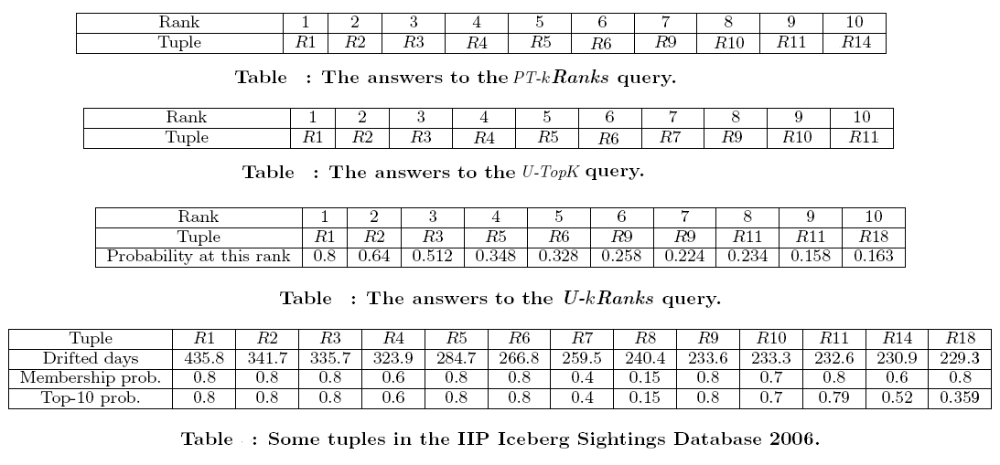 Rank 1 2 3 4 5 6 7 8 9 10
Tuple R1 R2 R3 R4 R5 R6 R9 R10 R11 R14
Table : The answers to the PT-kRanks query.
Rank 1 2 3 4 5 6 7 8 9 10
Tuple R1 R2 R3 R4 R5 R6 R7 R9 R10 R11
Table : The answers to the U-TopK query.
Rank 1 2 3 4 5 6 7 8 9 10
Tuple R1 R2 R3 R5 R6 R9 R9 R11 R11 R18
Probability at this rank 0.8 0.64 0.512 0.348 0.328 0.258 0.224 0.234 0.158 0.163
Table : The answers to the U-kRanks query.
Tuple R1 R2 R3 R4 R5 R6 R7 R8 R9 R10 R11 R14 R18
Drifted days 435.8 341.7 335.7 323.9 284.7 266.8 259.5 240.4 233.6 233.3 232.6 230.9 229.3
Membership prob. 0.8 0.8 0.8 0.6 0.8 0.8 0.4 0.15 0.8 0.7 0.8 0.6 0.8
Top-10 prob. 0.8 0.8 0.8 0.6 0.8 0.8 0.4 0.15 0.8 0.7 0.79 0.52 0.359
Table : Some tuples in the IIP Iceberg Sightings Database 2006.